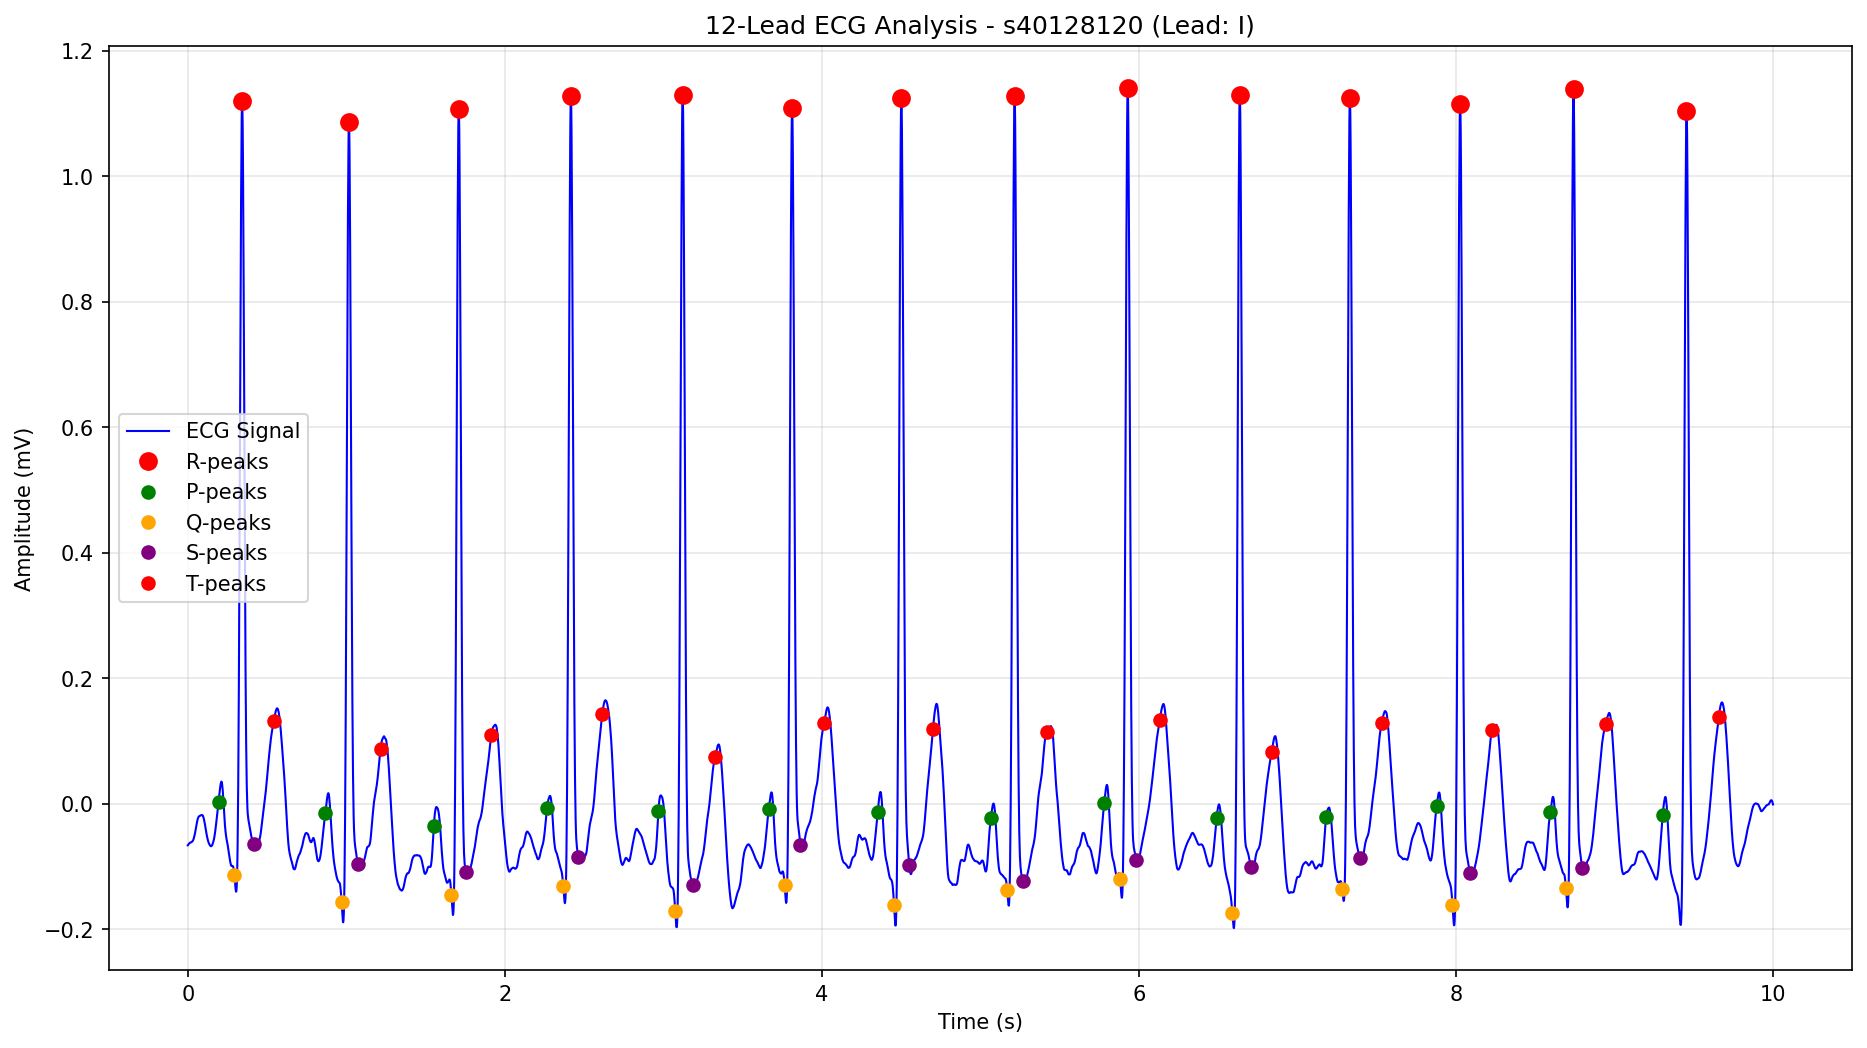 12-Lead ECG Analysis - s40128120 (Lead: I)
1.2
1.0
0.8
0.6
0.4
0.2
0.0
−0.2
Amplitude (mV)
ECG Signal
R-peaks
P-peaks
Q-peaks
S-peaks
T-peaks
0 2 4 6 8 10
Time (s)